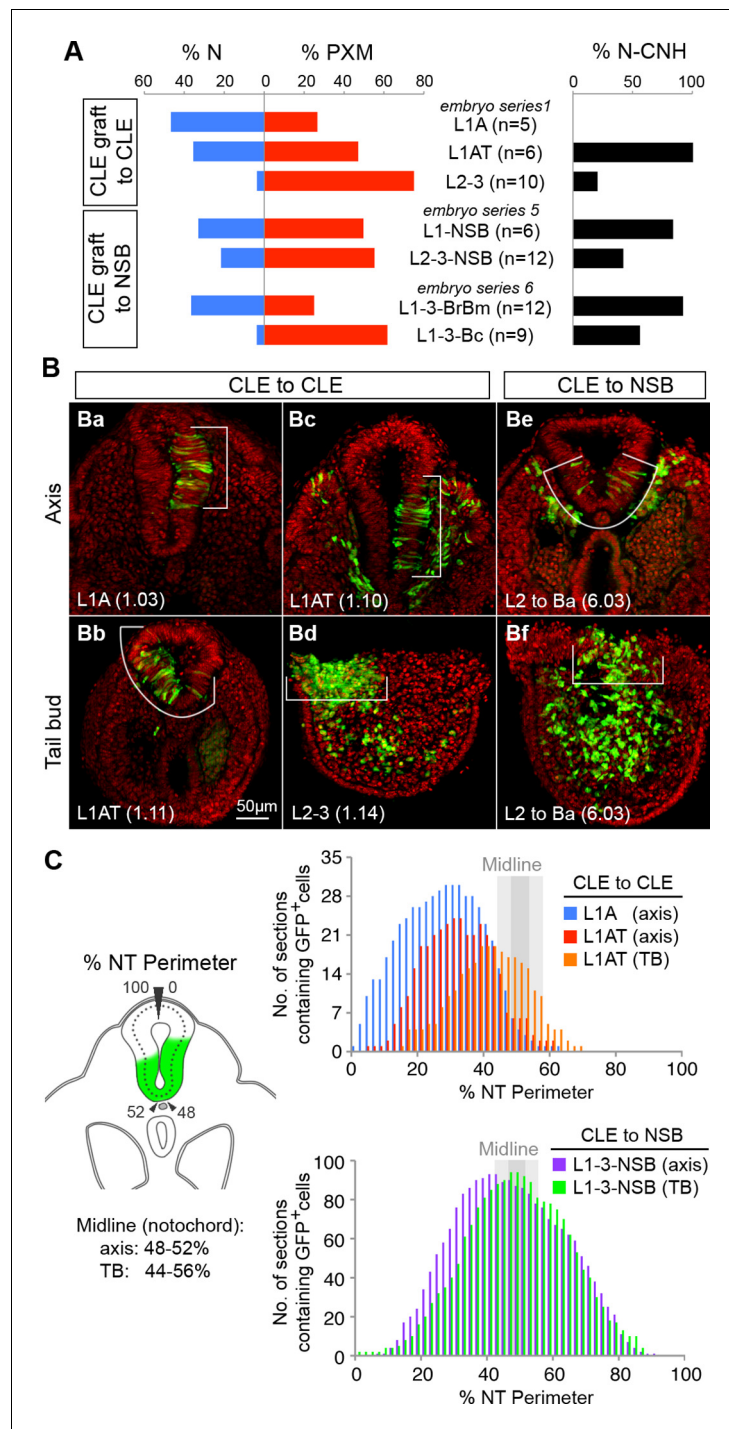 A
% N
% PXM
% N-CNH
60 40 20 0 20 40 60 80
0 20 40 60 80 100
CLE graft to CLE
embryo series1
L1A (n=5)
L1AT (n=6)
L2-3 (n=10)
CLE graft to NSB
embryo series 5
L1-NSB (n=6)
L2-3-NSB (n=12)
embryo series 6
L1-3-BrBm (n=12)
L1-3-Bc (n=9)
B
CLE to CLE
CLE to NSB
Axis
Ba
L1A (1.03)
Bc
L1AT (1.10)
Be
L2 to Ba (6.03)
Tail bud
Bb
L1AT (1.11)
50µm
Bd
L2-3 (1.14)
Bf
L2 to Ba (6.03)
C
% NT Perimeter
100 0
52 48
Midline (notochord):
axis: 48-52%
TB: 44-56%
No. of sections
containing GFP+cells
35
28
21
14
7
0
0 20 40 60 80 100
% NT Perimeter
Midline
CLE to CLE
L1A (axis)
L1AT (axis)
L1AT (TB)
No. of sections
containing GFP+cells
100
80
60
40
20
0
0 20 40 60 80 100
% NT Perimeter
Midline
CLE to NSB
L1-3-NSB (axis)
L1-3-NSB (TB)